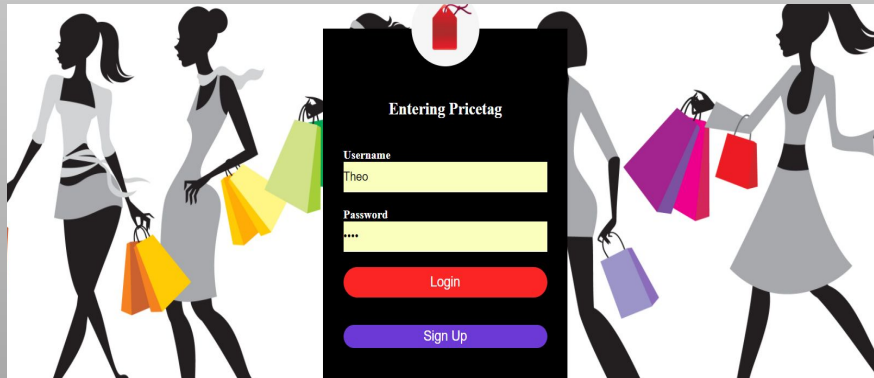 Entering Pricetag
Username
Theo
Password
••••
Login
Sign Up